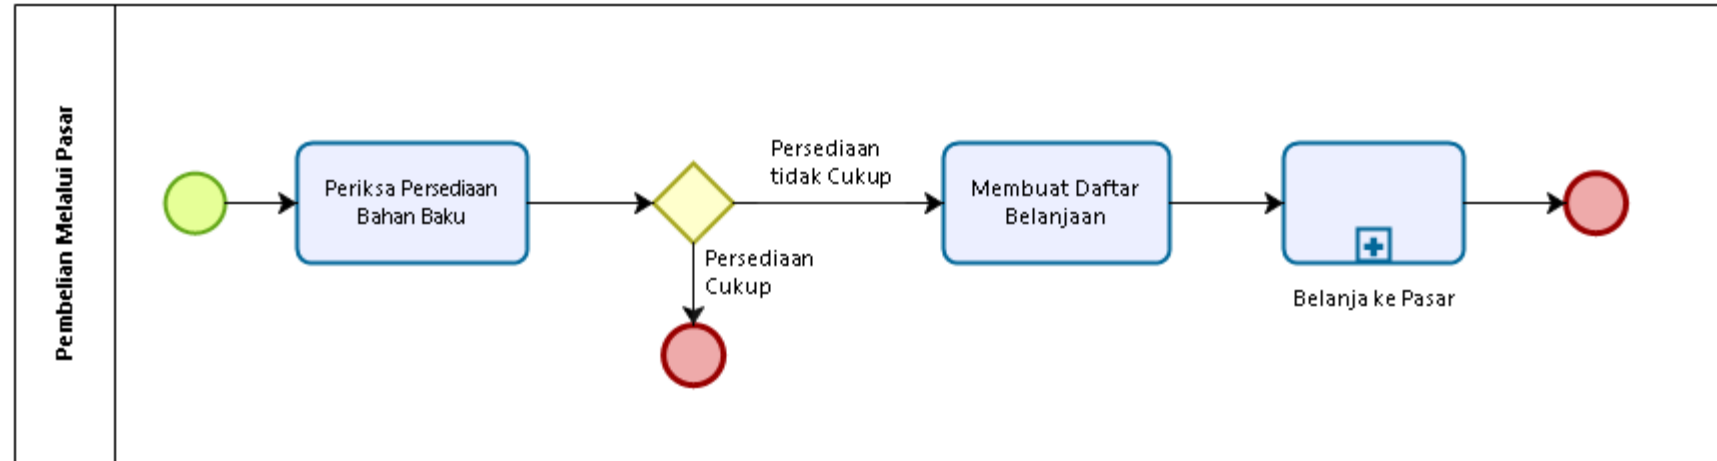 Pembelian Melalui Pasar
Periksa Persediaan
Bahan Baku
Persediaan
tidak Cukup
Persediaan
Cukup
Membuat Daftar
Belanjaan
Belanja ke Pasar